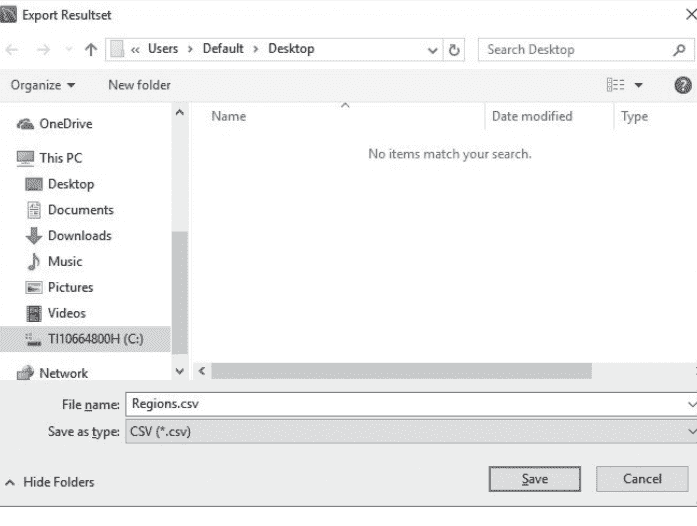 Export Resultset
« Users > Default > Desktop
Search Desktop
Organize
New folder
Name
Date modified
Type
No items match your search.
OneDrive
This PC
Desktop
Documents
Downloads
Music
Pictures
Videos
TI10664800H (C:)
Network
File name: Regions.csv
Save as type: CSV (*.csv)
Hide Folders
Save
Cancel